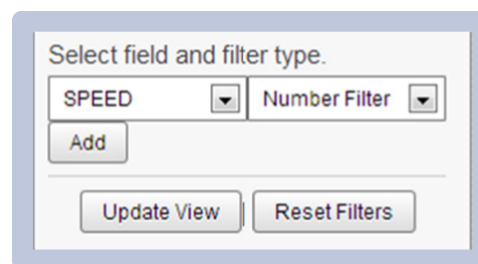 Select field and filter type.
SPEED Number Filter
Add
Update View | Reset Filters